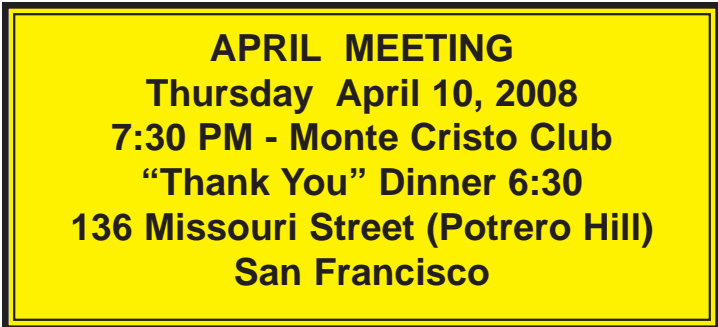 APRIL  MEETING
Thursday  April 10, 2008
7:30 PM - Monte Cristo Club
“Thank You” Dinner 6:30
136 Missouri Street (Potrero Hill)
San Francisco